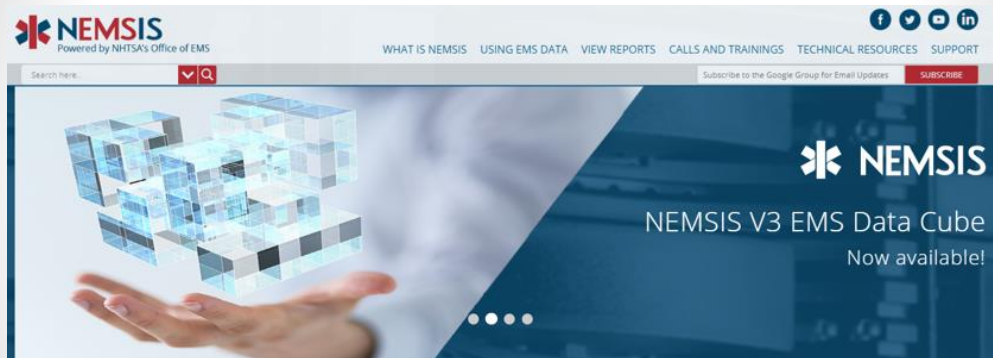 NEMSIS
Powered by NHTSA's Office of EMS
WHAT IS NEMSIS USING EMS DATA VIEW REPORTS CALLS AND TRAININGS TECHNICAL RESOURCES SUPPORT
Search here.. Subscribe to the Google Group for Email Updates SUBSCRIBE
NEMSIS
NEMSIS V3 EMS Data Cube
Now available!